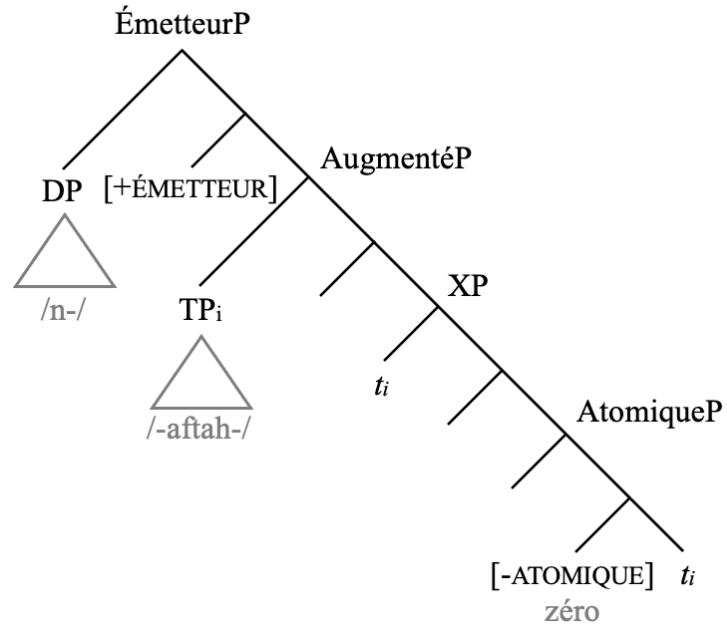 ÉmetteurP
AugmentéP
DP [+ÉMETTEUR]
/n-/
XP
TPi
/-aftah-/
ti
AtomiqueP
[-ATOMIQUE] ti
zéro